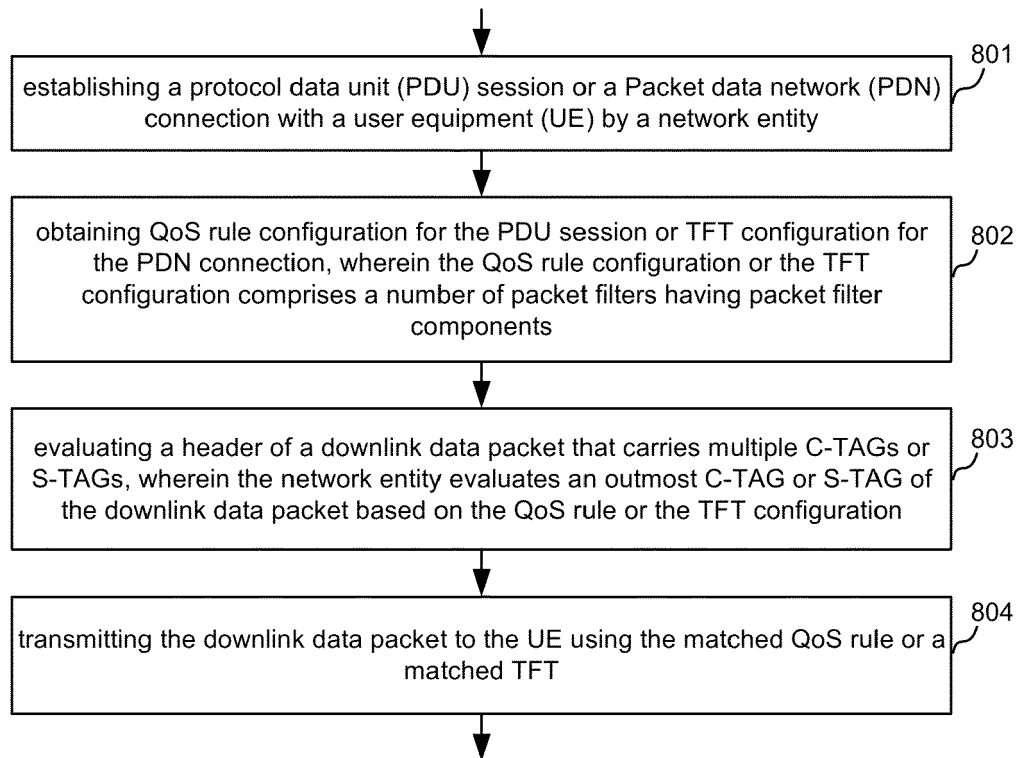 801
establishing a protocol data unit (PDU) session or a Packet data network (PDN)
connection with a user equipment (UE) by a network entity
802
obtaining QoS rule configuration for the PDU session or TFT configuration for
the PDN connection, wherein the QoS rule configuration or the TFT
configuration comprises a number of packet filters having packet filter
components
803
evaluating a header of a downlink data packet that carries multiple C-TAGs or
S-TAGs, wherein the network entity evaluates an outmost C-TAG or S-TAG of
the downlink data packet based on the QoS rule or the TFT configuration
804
transmitting the downlink data packet to the UE using the matched QoS rule or a
matched TFT